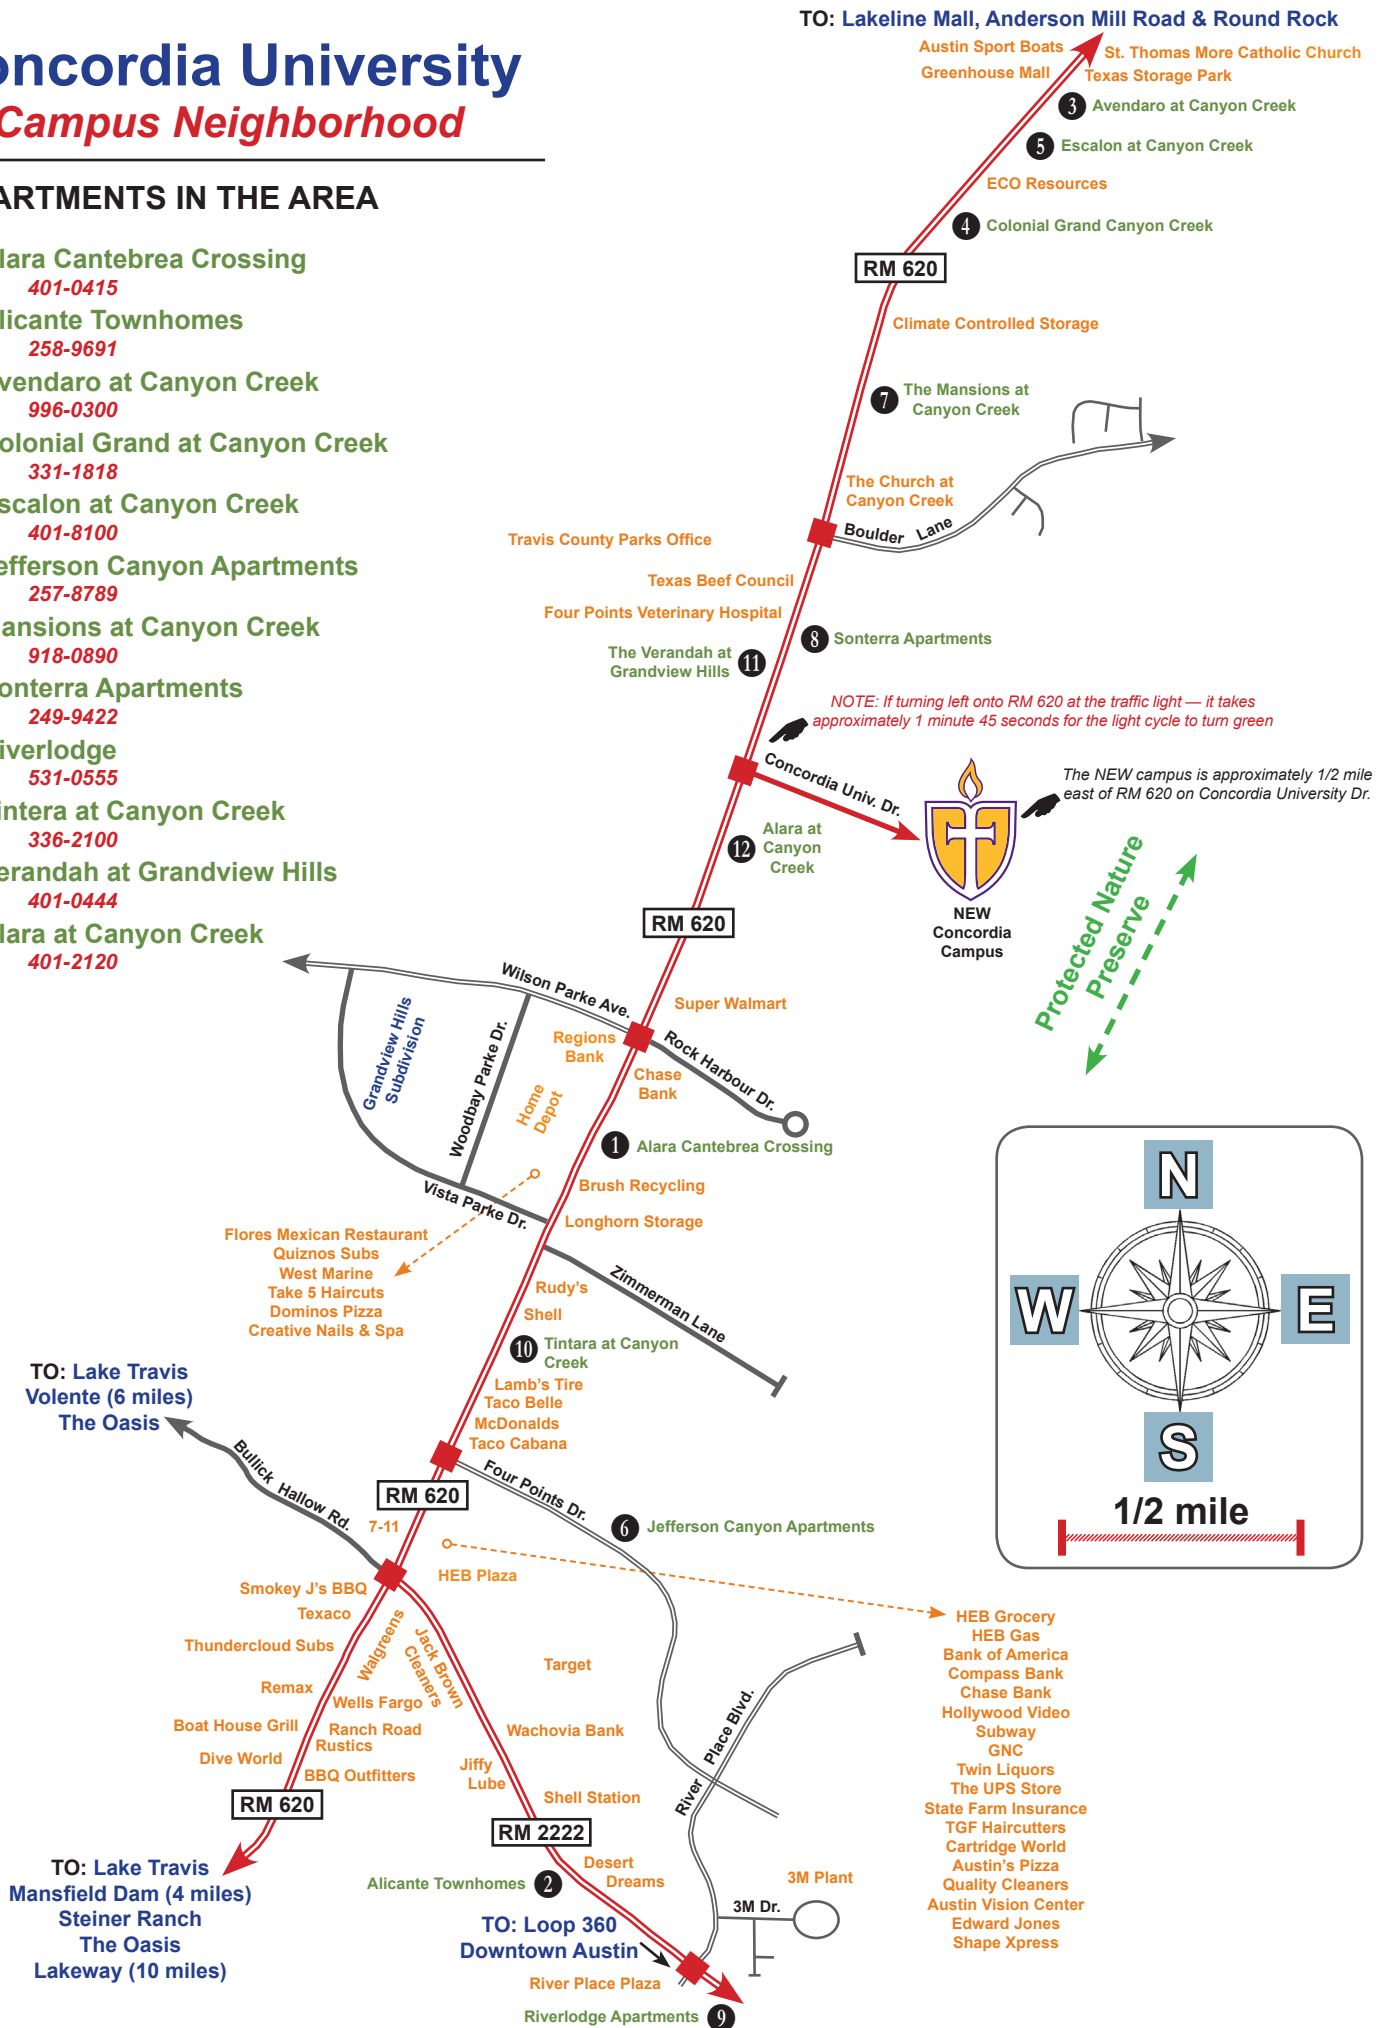 TO: Lakeline Mall, Anderson Mill Road & Round Rock
oncordia University
Campus Neighborhood
ARTMENTS IN THE AREA
lara Cantebrea Crossing
401-0415
licante Townhomes
258-9691
vendaro at Canyon Creek
996-0300
olonial Grand at Canyon Creek
331-1818
scalon at Canyon Creek
401-8100
efferson Canyon Apartments
257-8789
ansions at Canyon Creek
918-0890
onterra Apartments
249-9422
iverlodge
531-0555
intera at Canyon Creek
336-2100
erandah at Grandview Hills
401-0444
lara at Canyon Creek
401-2120
Austin Sport Boats
St. Thomas More Catholic Church
Greenhouse Mall
Texas Storage Park
3 Avendaro at Canyon Creek
5 Escalon at Canyon Creek
ECO Resources
4 Colonial Grand Canyon Creek
RM 620
Climate Controlled Storage
7 The Mansions at
Canyon Creek
The Church at
Canyon Creek
Boulder Lane
Travis County Parks Office
Texas Beef Council
Four Points Veterinary Hospital
8 Sonterra Apartments
The Verandah at
Grandview Hills
11
NOTE: If turning left onto RM 620 at the traffic light — it takes
approximately 1 minute 45 seconds for the light cycle to turn green
Concordia Univ. Dr.
The NEW campus is approximately 1/2 mile
east of RM 620 on Concordia University Dr.
12
Alara at
Canyon
Creek
NEW
Concordia
Campus
Protected Nature
Preserve
RM 620
Wilson Parke Ave.
Super Walmart
Grandview Hills
Subdivision
Woodbay Parke Dr.
Regions
Bank
Rock Harbour Dr.
Chase
Bank
Home
Depot
1 Alara Cantebrea Crossing
Brush Recycling
Vista Parke Dr.
Longhorn Storage
Flores Mexican Restaurant
Quiznos Subs
West Marine
Take 5 Haircuts
Dominos Pizza
Creative Nails & Spa
Zimmerman Lane
Rudy's
Shell
10 Tintara at Canyon
Creek
Lamb's Tire
Taco Belle
McDonalds
Taco Cabana
N
W
E
S
1/2 mile
TO: Lake Travis
Volente (6 miles)
The Oasis
Bullick Hallow Rd.
RM 620
Four Points Dr.
7-11
6 Jefferson Canyon Apartments
HEB Plaza
Smokey J's BBQ
Texaco
Thundercloud Subs
Walgreens
Jack Brown
Cleaners
Remax
Wells Fargo
Boat House Grill
Ranch Road
Rustics
Dive World
BBQ Outfitters
Target
Wachovia Bank
Jiffy
Lube
Shell Station
River Place Blvd.
HEB Grocery
HEB Gas
Bank of America
Compass Bank
Chase Bank
Hollywood Video
Subway
GNC
Twin Liquors
The UPS Store
State Farm Insurance
TGF Haircutters
Cartridge World
Austin's Pizza
Quality Cleaners
Austin Vision Center
Edward Jones
Shape Xpress
RM 620
RM 2222
TO: Lake Travis
Mansfield Dam (4 miles)
Steiner Ranch
The Oasis
Lakeway (10 miles)
Desert
Dreams
Alicante Townhomes 2
3M Plant
3M Dr.
TO: Loop 360
Downtown Austin
River Place Plaza
Riverlodge Apartments 9